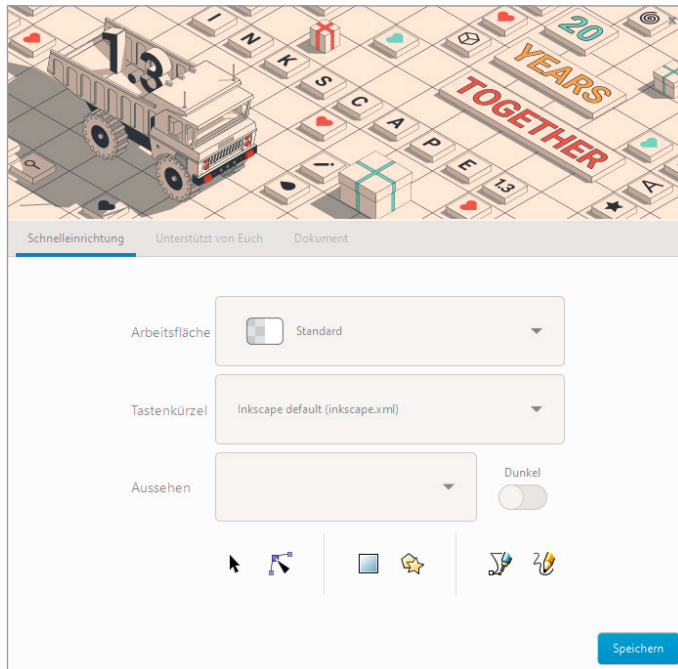 1.3
INKSCAPE 1.3
20
YEARS
TOGETHER
!
A
x
Schnelleinrichtung Unterstützt von Euch Dokument
Arbeitsfläche Standard
Tastenkürzel Inkscape default (inkscape.xml)
Dunkel
Aussehen
Speichern